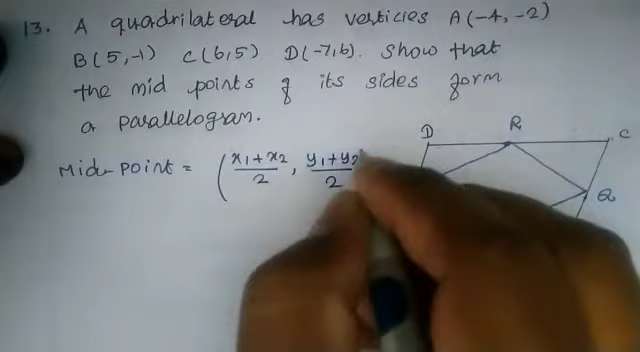 13. A quadrilateral has verticies A(-4,-2)
B(5,-1) C(6,5) D(-7,6). Show that
the mid points of its sides form
a parallelogram.
D R C
Mid-point = (x₁+x₂/2, y₁+y₂/2
Q